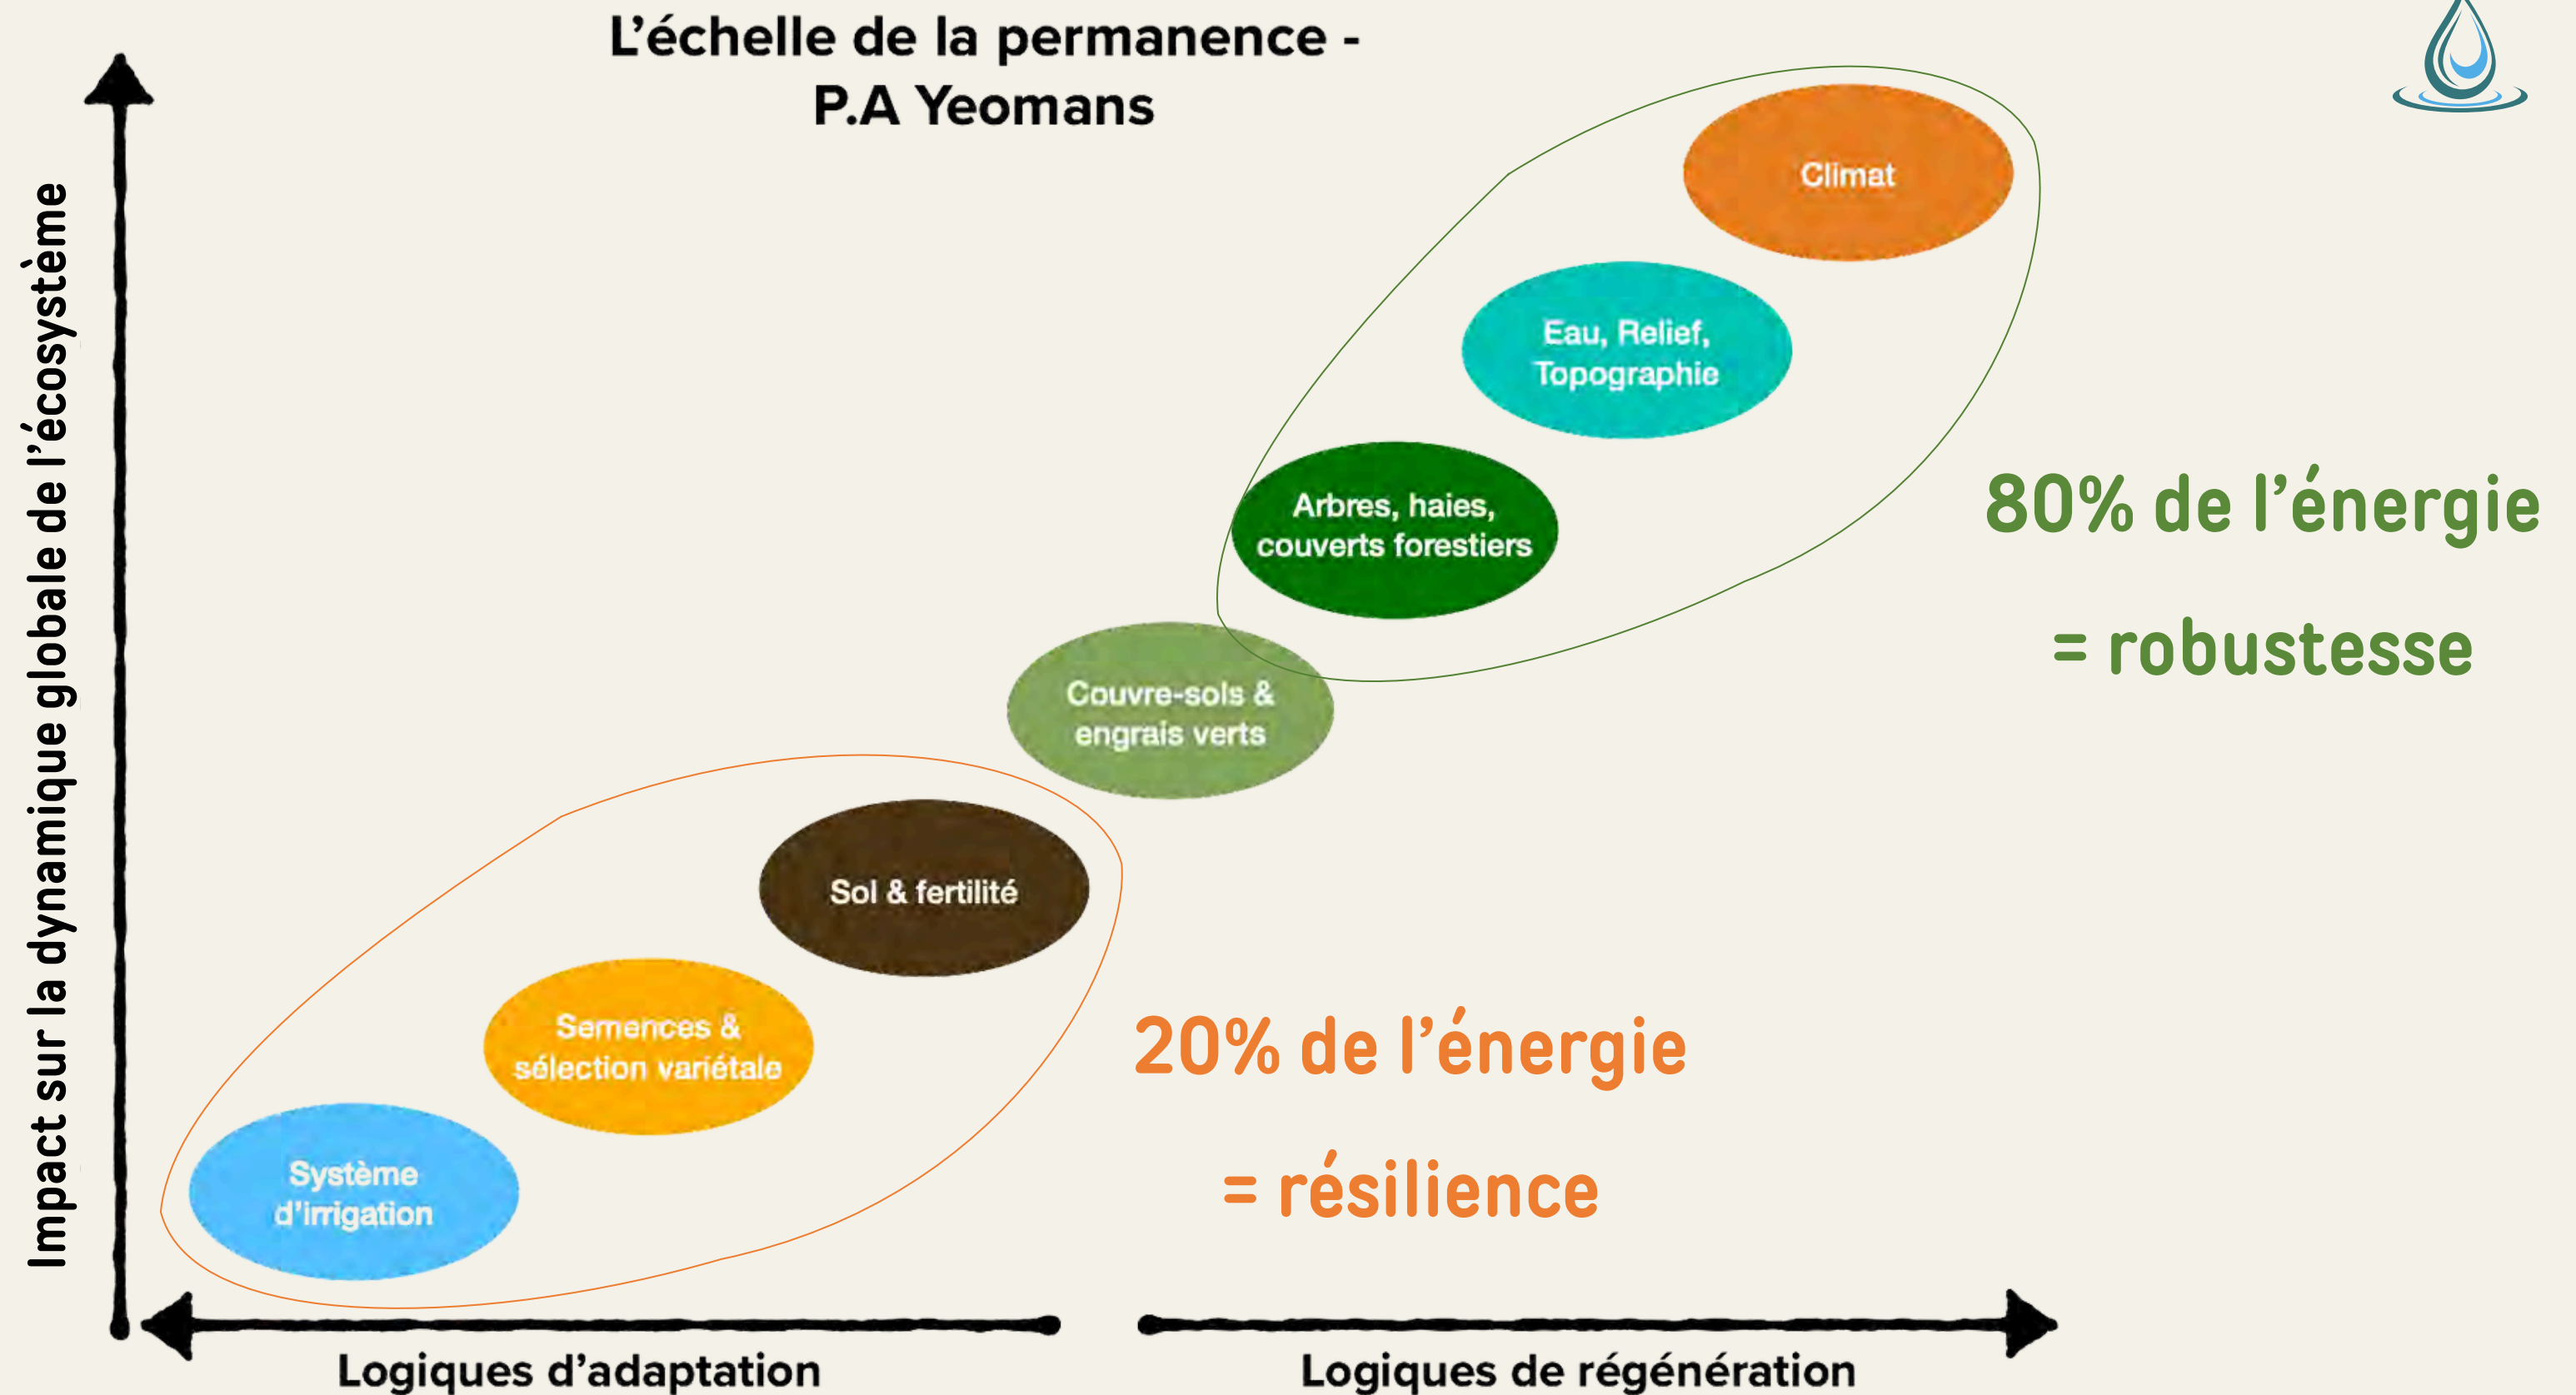 L'échelle de la permanence -
P.A Yeomans
Impact sur la dynamique globale de l'écosystème
Climat
Eau, Relief,
Topographie
Arbres, haies,
couverts forestiers
80% de l'énergie
= robustesse
Couvre-sols &
engrais verts
Sol & fertilité
Semences &
sélection variétale
20% de l'énergie
= résilience
Système
d'irrigation
Logiques d'adaptation
Logiques de régénération